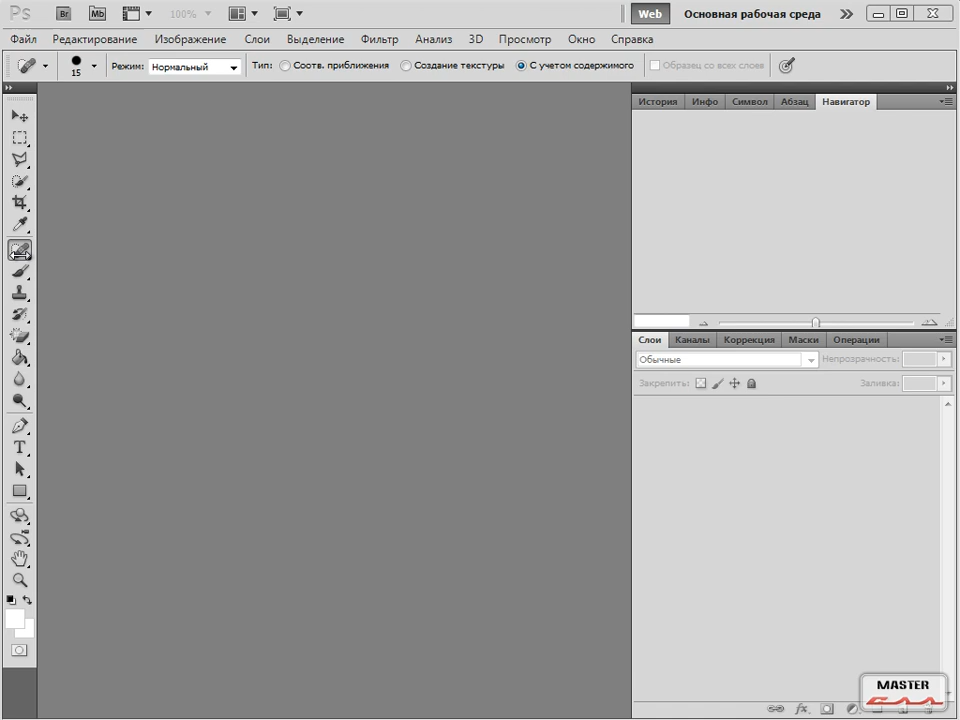 Ps Br Mb 100% Web Основная рабочая среда
Файл Редактирование Изображение Слои Выделение Фильтр Анализ 3D Просмотр Окно Справка
15 Режим: Нормальный Тип: Соотв. приближения Создание текстуры С учетом содержимого Образец со всех слоев
История Инфо Символ Абзац Навигатор
Слои Каналы Коррекция Маски Операции
Обычные Непрозрачность:
Закрепить: Заливка:
T
fx
MASTER
css